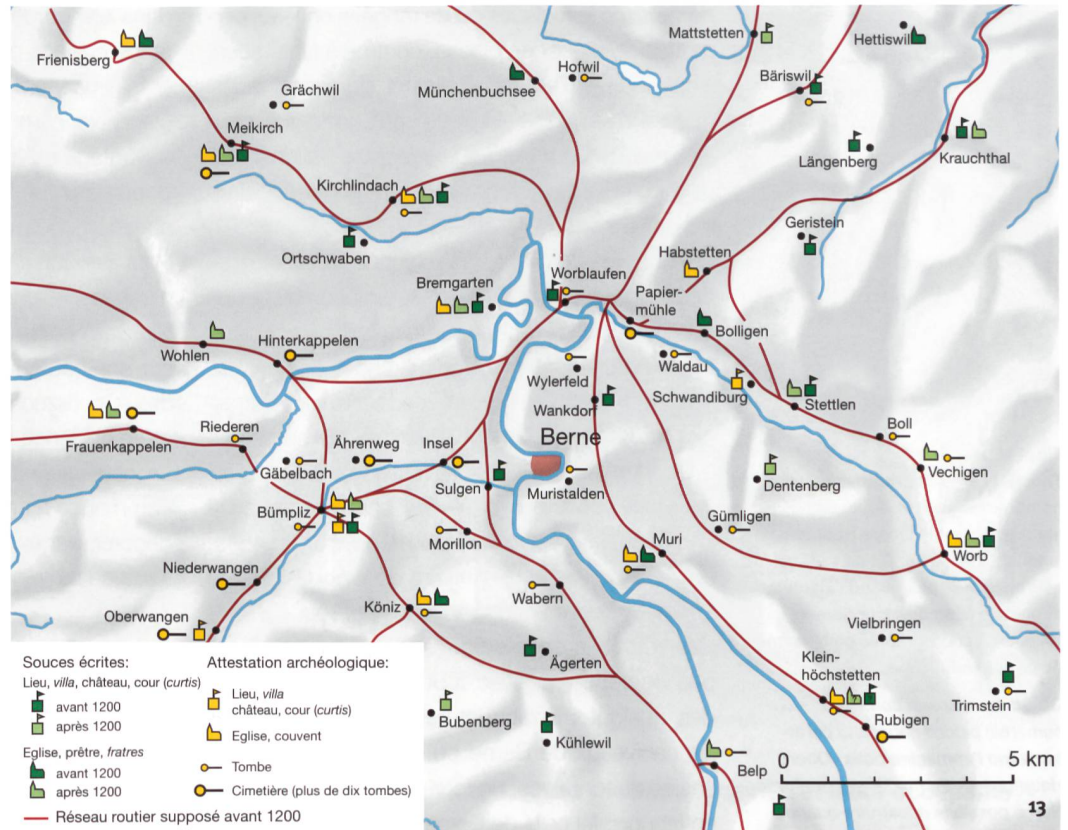 Frienisberg
Grächwil
Meikirch
Münchenbuchsee
Hofwil
Mattstetten
Hettiswil
Bäriswil
Längenberg
Krauchthal
Kirchlindach
Ortschwaben
Geristein
Habstetten
Bremgarten
Worblaufen
Papier-
mühle
Bolligen
Wohlen
Hinterkappelen
Waldau
Wylerfeld
Schwandiburg
Wankdorf
Stettlen
Frauenkappelen
Riederen
Ährenweg
Insel
Berne
Boll
Gäbelbach
Vechigen
Sulgen
Muristalden
Dentenberg
Bümpliz
Morillon
Gümligen
Muri
Worb
Niederwangen
Wabern
Köniz
Oberwangen
Vielbringen
Ägerten
Klein-
höchstetten
Trimstein
Bubenberg
Rubigen
Kühlewil
Belp
0 5 km
13
Souces écrites:
Lieu, villa, château, cour (curtis)
avant 1200
après 1200
Eglise, prêtre, fratres
avant 1200
après 1200
Réseau routier supposé avant 1200
Attestation archéologique:
Lieu, villa
château, cour (curtis)
Eglise, couvent
Tombe
Cimetière (plus de dix tombes)